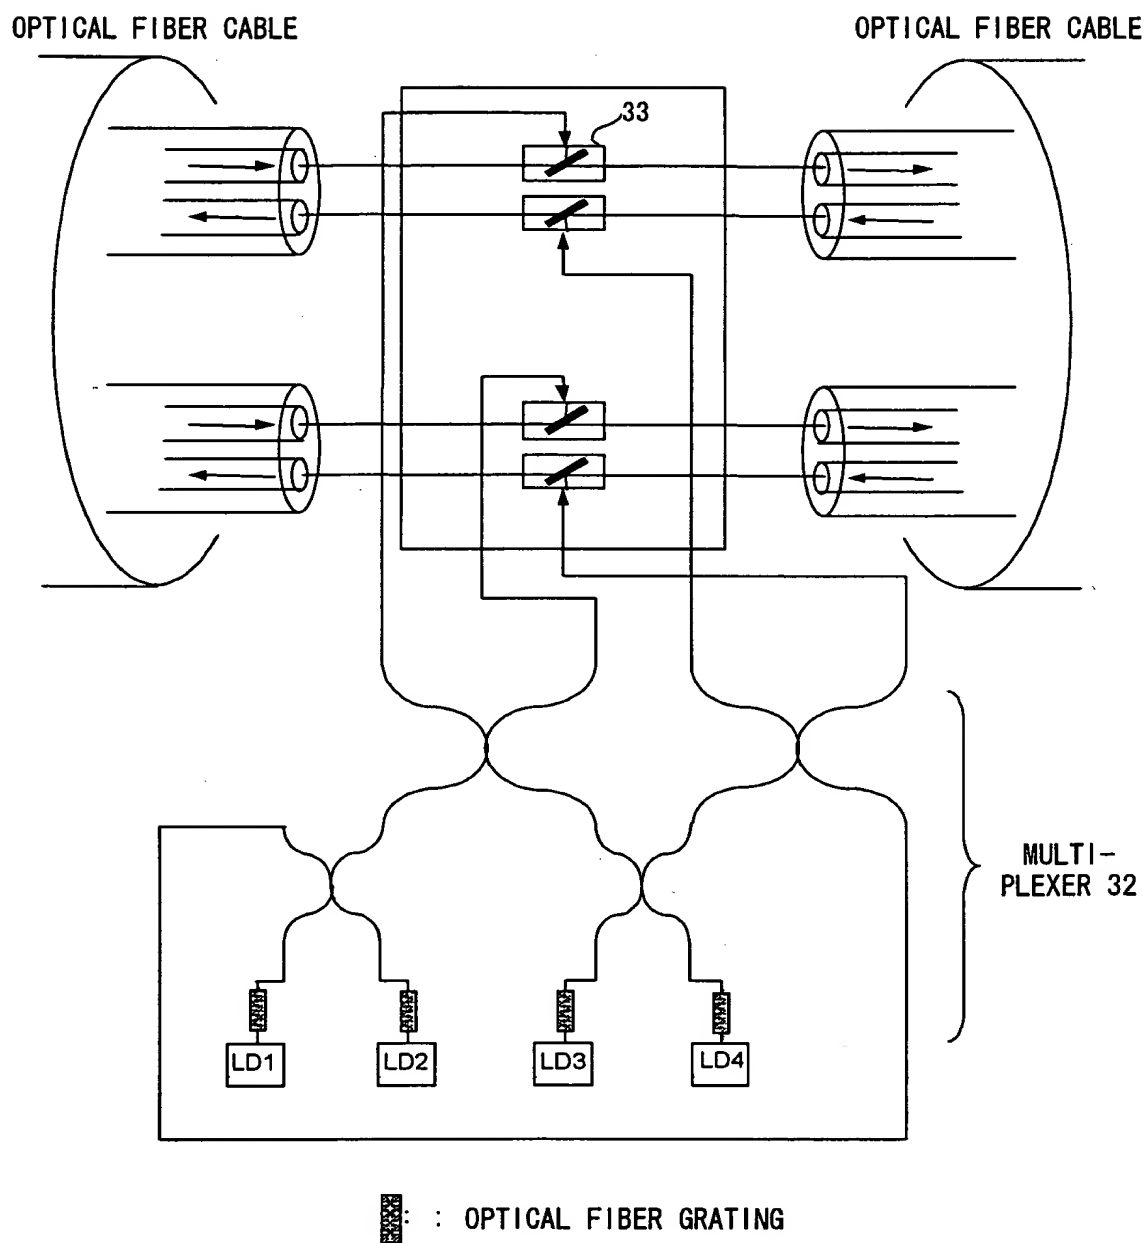 OPTICAL FIBER CABLE
OPTICAL FIBER CABLE
33
MULTI-
PLEXER 32
LD1
LD2
LD3
LD4
: : OPTICAL FIBER GRATING